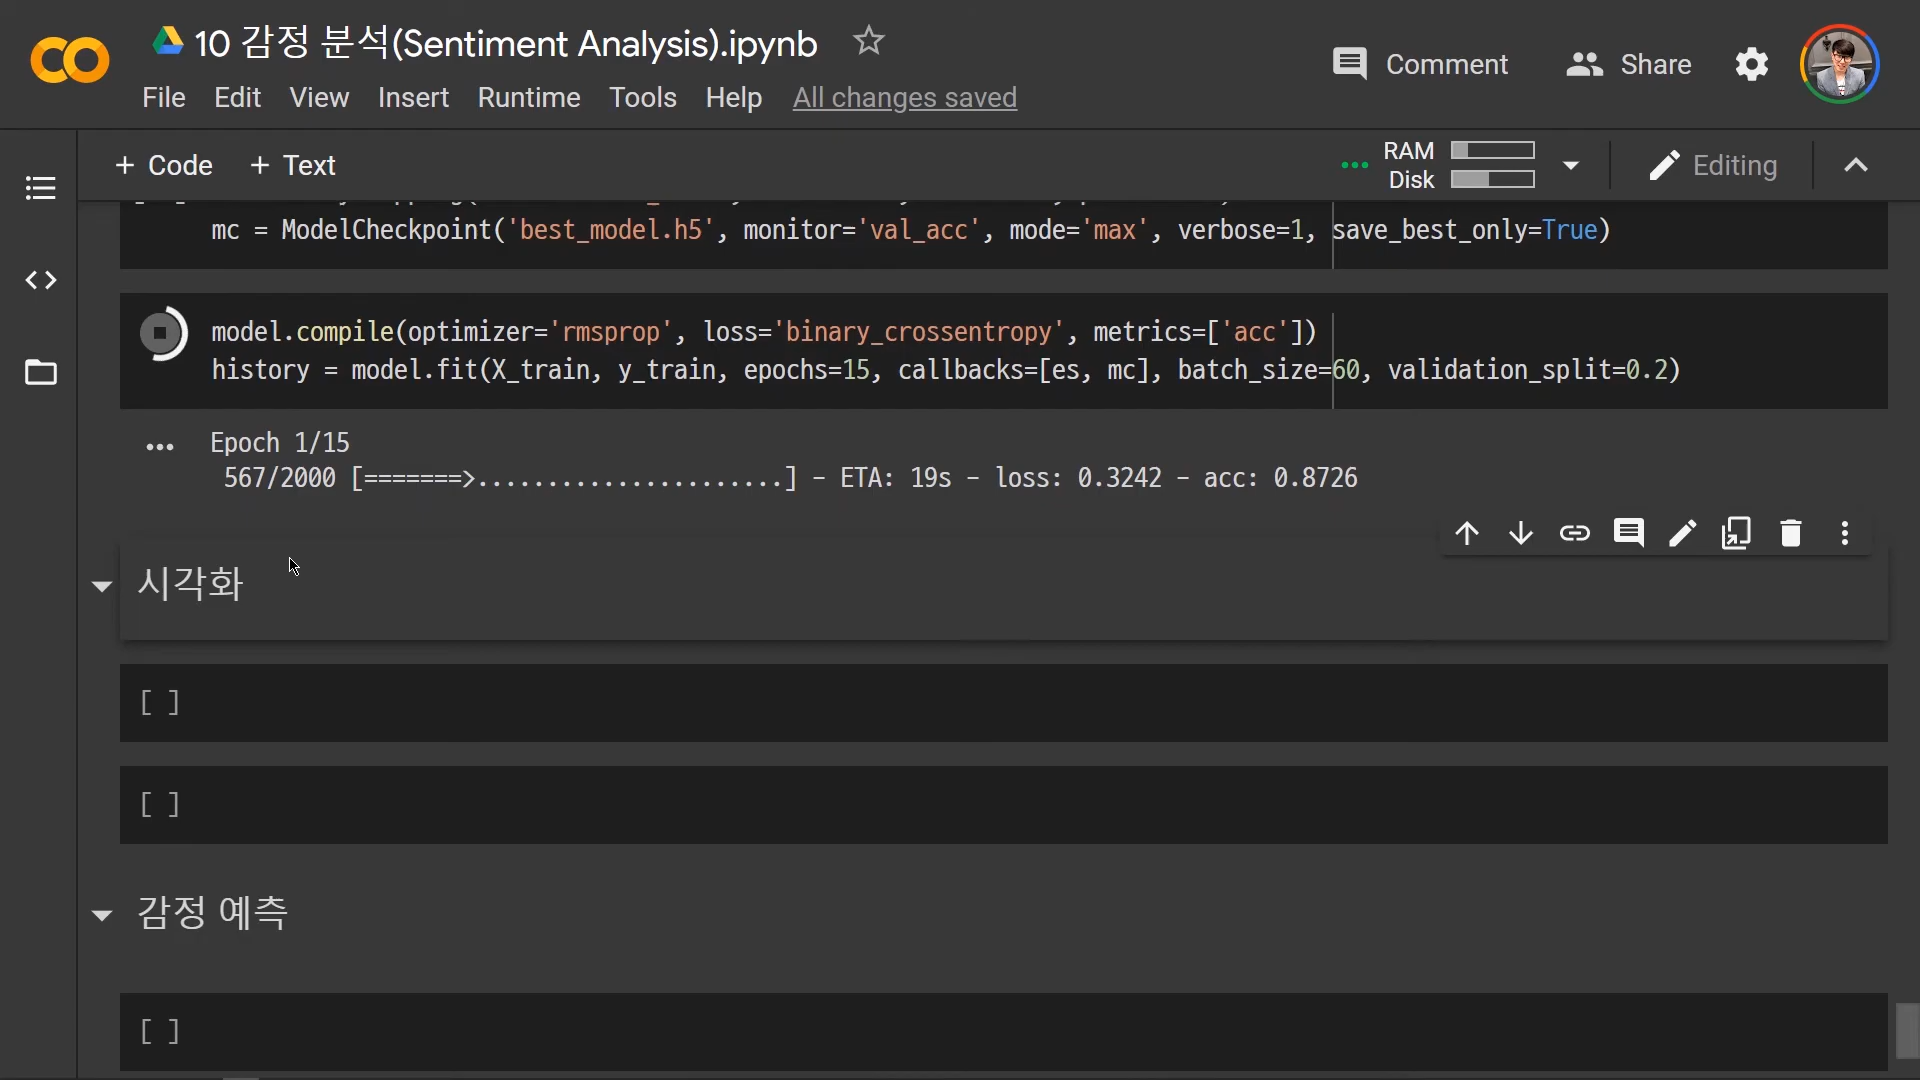 10 감정 분석(Sentiment Analysis).ipynb
Comment
Share
File Edit View Insert Runtime Tools Help All changes saved
+ Code + Text
RAM
Disk
Editing
mc = ModelCheckpoint('best_model.h5', monitor='val_acc', mode='max', verbose=1, save_best_only=True)
model.compile(optimizer='rmsprop', loss='binary_crossentropy', metrics=['acc'])
history = model.fit(X_train, y_train, epochs=15, callbacks=[es, mc], batch_size=60, validation_split=0.2)
Epoch 1/15
567/2000 [=======>......................] - ETA: 19s - loss: 0.3242 - acc: 0.8726
시각화
[ ]
[ ]
감정 예측
[ ]